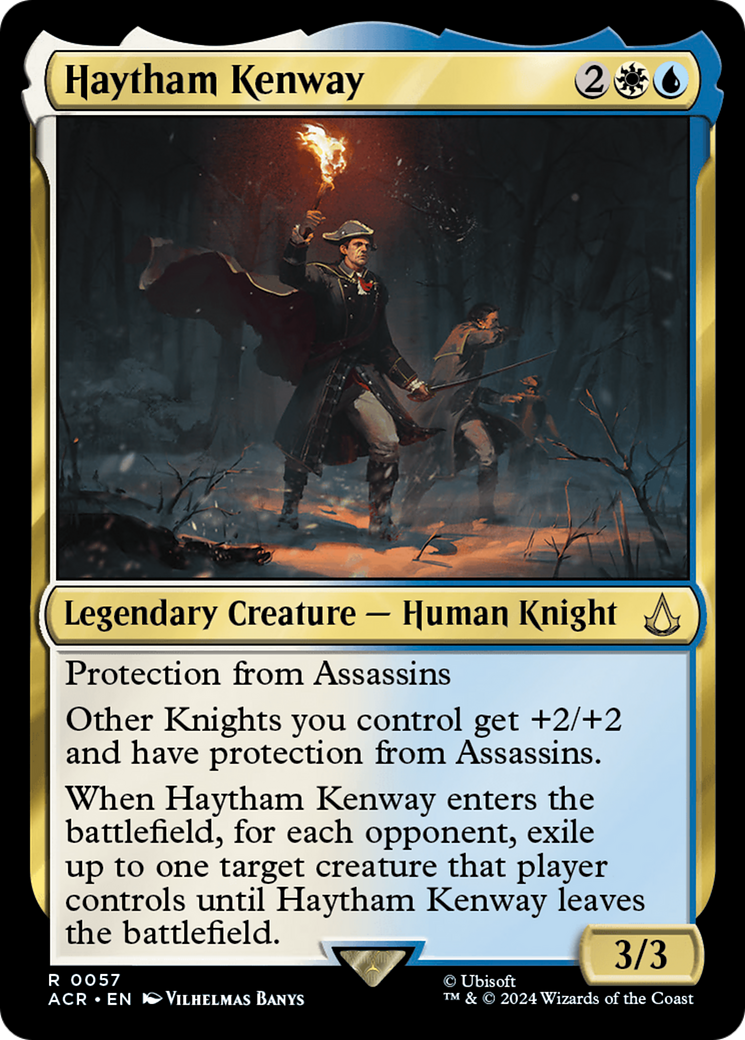 Haytham Kenway 2
Legendary Creature — Human Knight
Protection from Assassins
Other Knights you control get +2/+2
and have protection from Assassins.
When Haytham Kenway enters the
battlefield, for each opponent, exile
up to one target creature that player
controls until Haytham Kenway leaves
the battlefield.
3/3
R 0057
ACR • EN Vilhelmas Banys
© Ubisoft
™ & © 2024 Wizards of the Coast